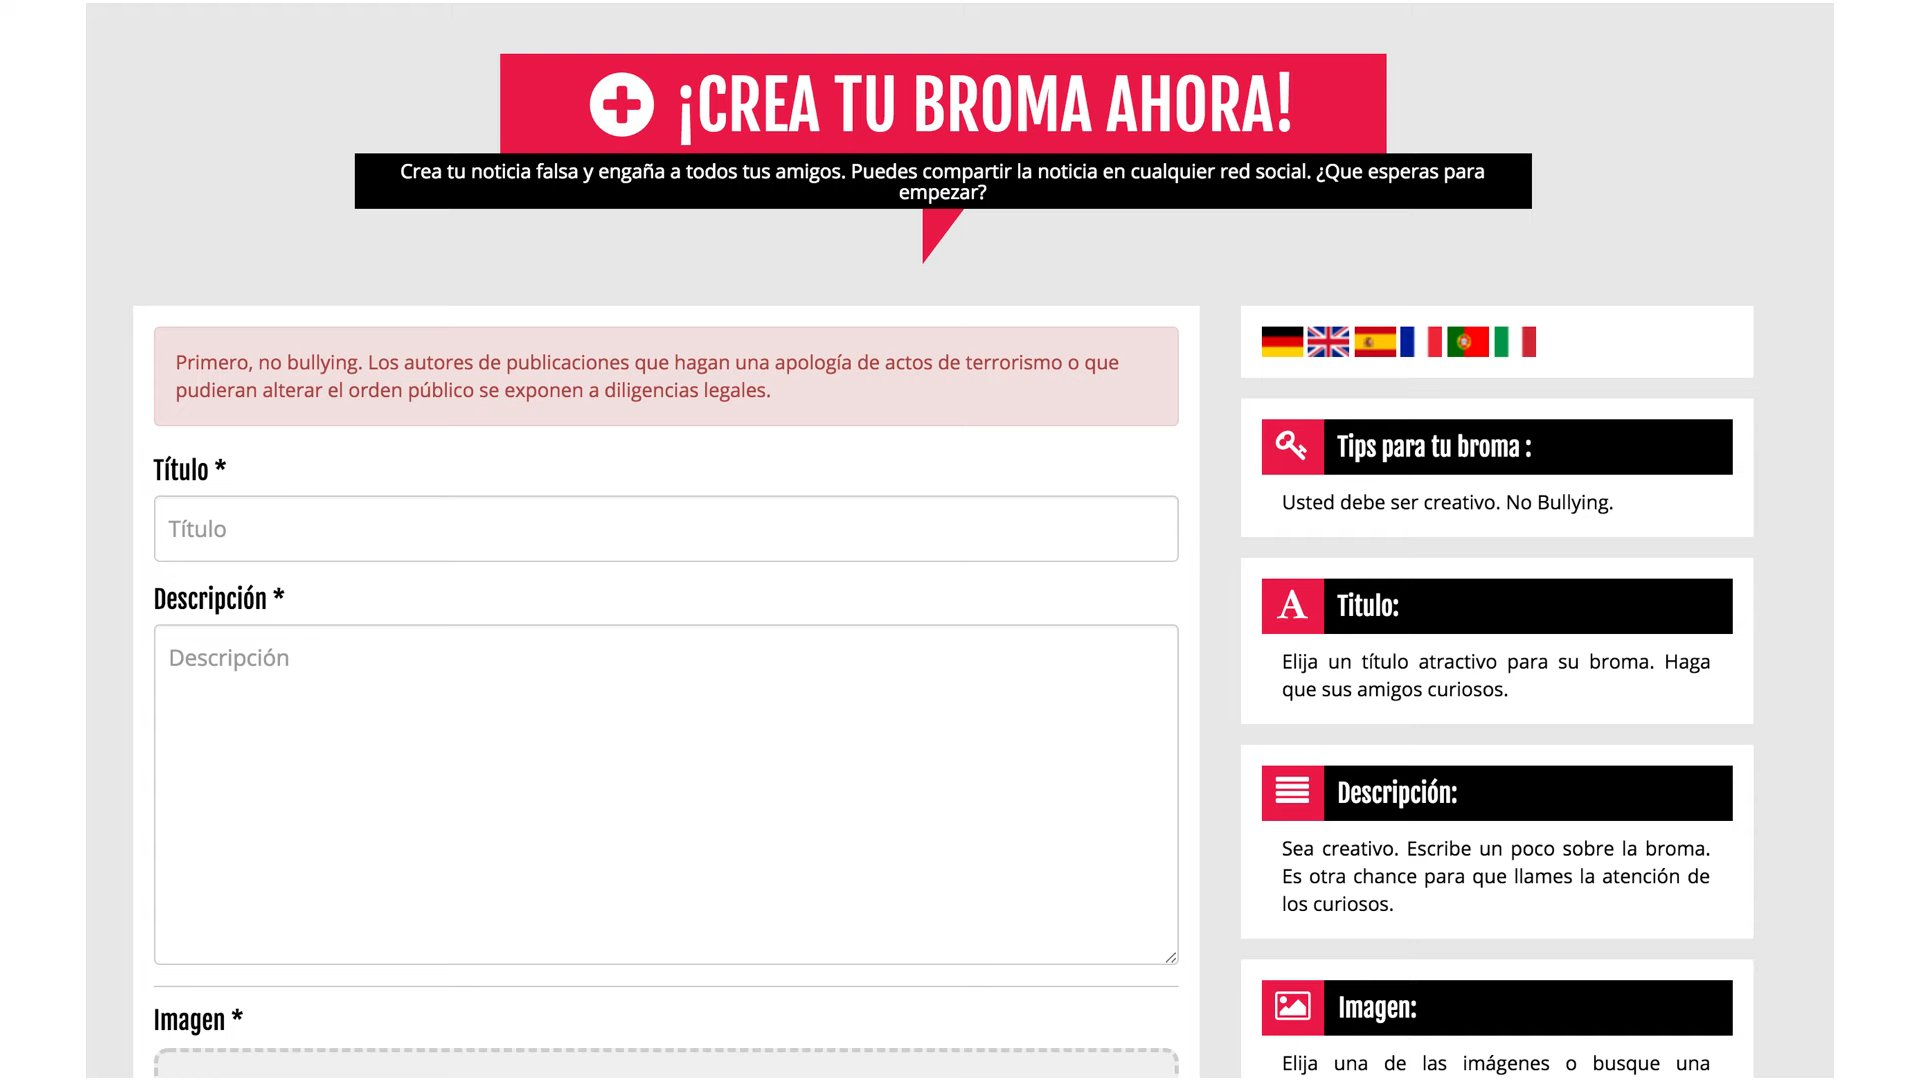 ¡CREA TU BROMA AHORA!
Crea tu noticia falsa y engaña a todos tus amigos. Puedes compartir la noticia en cualquier red social. ¿Que esperas para
empezar?
Primero, no bullying. Los autores de publicaciones que hagan una apología de actos de terrorismo o que
pudieran alterar el orden público se exponen a diligencias legales.
Título *
Título
Descripción *
Descripción
Imagen *
Tips para tu broma :
Usted debe ser creativo. No Bullying.
Titulo:
Elija un título atractivo para su broma. Haga
que sus amigos curiosos.
Descripción:
Sea creativo. Escribe un poco sobre la broma.
Es otra chance para que llames la atención de
los curiosos.
Imagen:
Elija una de las imágenes o busque una